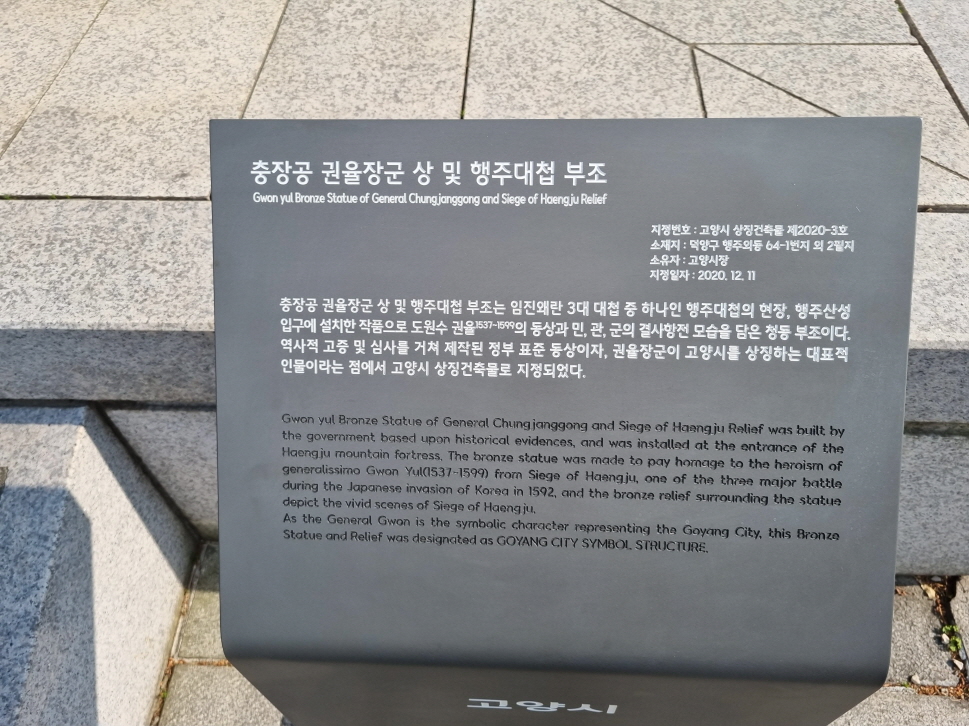 충장공 권율장군 상 및 행주대첩 부조
Gwon yul Bronze Statue of General Chungjanggong and Siege of Haengju Relief
지정번호 : 고양시 상징건축물 제2020-3호
소재지 : 덕양구 행주외동 64-1번지 외 2필지
소유자 : 고양시장
지정일자 : 2020. 12. 11
충장공 권율장군 상 및 행주대첩 부조는 임진왜란 3대 대첩 중 하나인 행주대첩의 현장, 행주산성
입구에 설치한 작품으로 도원수 권율1537-1599의 동상과 민, 관, 군의 결사항전 모습을 담은 청동 부조이다.
역사적 고증 및 심사를 거쳐 제작된 정부 표준 동상이자, 권율장군이 고양시를 상징하는 대표적
인물이라는 점에서 고양시 상징건축물로 지정되었다.
Gwon yul Bronze Statue of General Chungjanggong and Siege of Haengju Relief was built by
the government based upon historical evidences, and was installed at the entrance of the
Haengju mountain fortress. The bronze statue was made to pay homage to the heroism of
generalissimo Gwon Yul(1537-1599) from Siege of Haengju, one of the three major battle
during the Japanese invasion of Korea in 1592, and the bronze relief surrounding the statue
depict the vivid scenes of Siege of Haengju.
As the General Gwon is the symbolic character representing the Goyang City, this Bronze
Statue and Relief was designated as GOYANG CITY SYMBOL STRUCTURE.
고양시